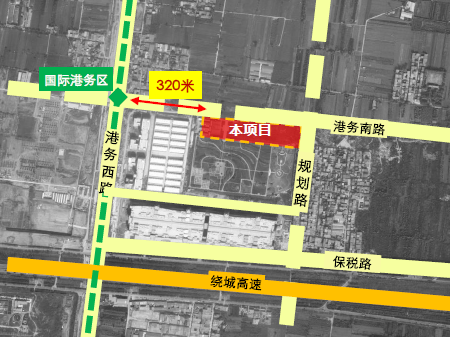 国际港务区
320米
本项目
港务南路
港务西路
规划路
保税路
绕城高速